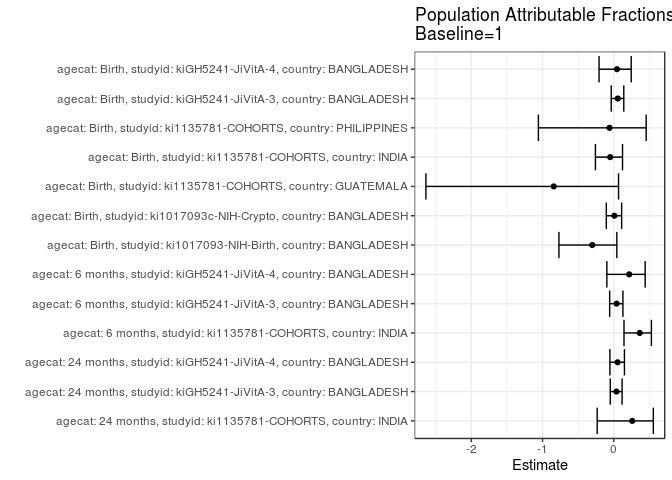 Population Attributable Fractions
Baseline=1
agecat: Birth, studyid: kiGH5241-JiVitA-4, country: BANGLADESH
agecat: Birth, studyid: kiGH5241-JiVitA-3, country: BANGLADESH
agecat: Birth, studyid: ki1135781-COHORTS, country: PHILIPPINES
agecat: Birth, studyid: ki1135781-COHORTS, country: INDIA
agecat: Birth, studyid: ki1135781-COHORTS, country: GUATEMALA
agecat: Birth, studyid: ki1017093c-NIH-Crypto, country: BANGLADESH
agecat: Birth, studyid: ki1017093-NIH-Birth, country: BANGLADESH
agecat: 6 months, studyid: kiGH5241-JiVitA-4, country: BANGLADESH
agecat: 6 months, studyid: kiGH5241-JiVitA-3, country: BANGLADESH
agecat: 6 months, studyid: ki1135781-COHORTS, country: INDIA
agecat: 24 months, studyid: kiGH5241-JiVitA-4, country: BANGLADESH
agecat: 24 months, studyid: kiGH5241-JiVitA-3, country: BANGLADESH
agecat: 24 months, studyid: ki1135781-COHORTS, country: INDIA
-2 -1 0
Estimate